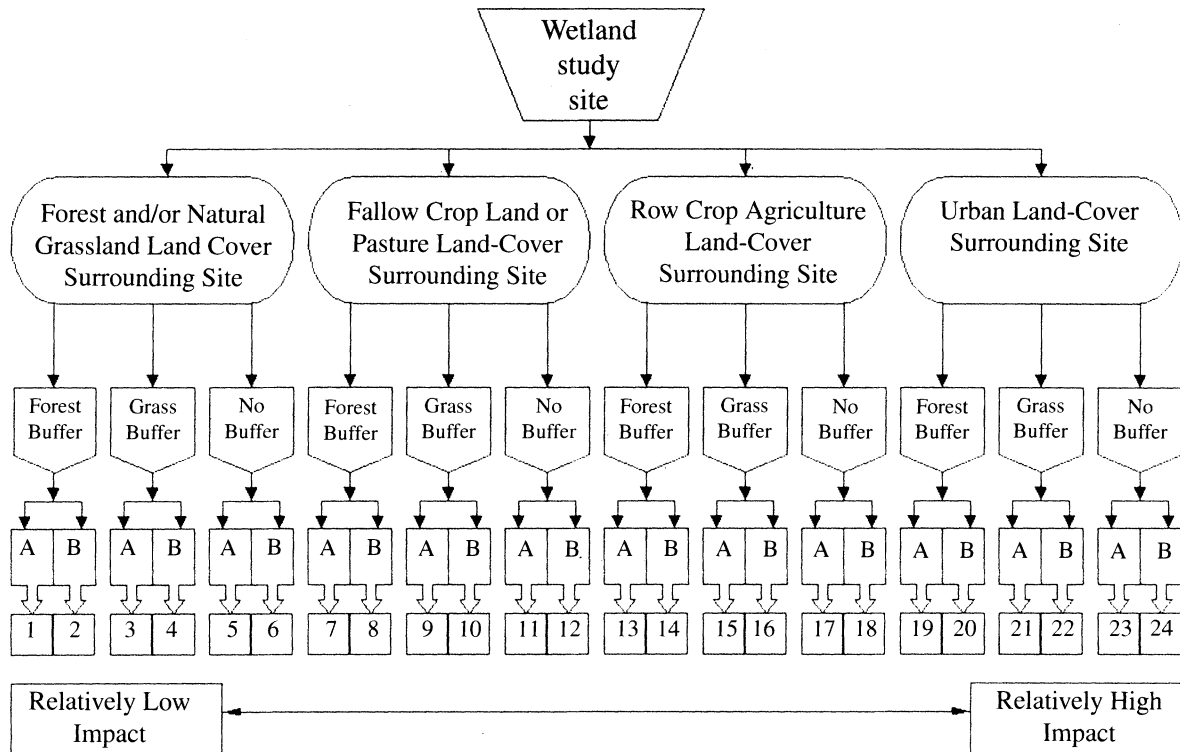 Wetland
study
site
Forest and/or Natural
Grassland Land Cover
Surrounding Site
Fallow Crop Land or
Pasture Land-Cover
Surrounding Site
Row Crop Agriculture
Land-Cover
Surrounding Site
Urban Land-Cover
Surrounding Site
Forest
Buffer
Grass
Buffer
No
Buffer
Forest
Buffer
Grass
Buffer
No
Buffer
Forest
Buffer
Grass
Buffer
No
Buffer
Forest
Buffer
Grass
Buffer
No
Buffer
A B A B A B A B A B A B A B A B A B A B A B A B
1 2 3 4 5 6 7 8 9 10 11 12 13 14 15 16 17 18 19 20 21 22 23 24
Relatively Low
Impact
Relatively High
Impact